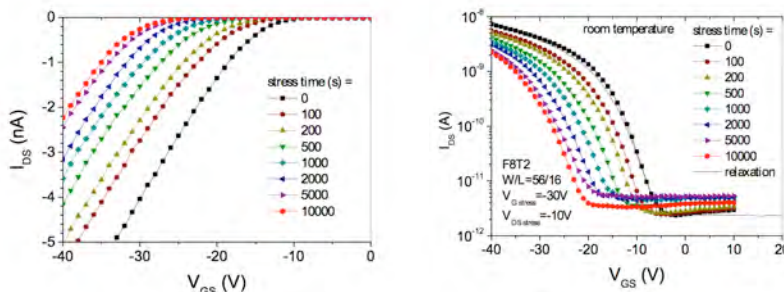 0
-1
-2
-3
-4
-5
I_DS (nA)
-40 -30 -20 -10 0
V_GS (V)
stress time (s) =
0
100
200
500
1000
2000
5000
10000
10^-8
10^-9
10^-10
10^-11
10^-12
I_DS (A)
-40 -30 -20 -10 0 10 20
V_GS (V)
room temperature
stress time (s) =
0
100
200
500
1000
2000
5000
10000
relaxation
F8T2
W/L=56/16
V_Gstress=-30V
V_DS stress=-10V